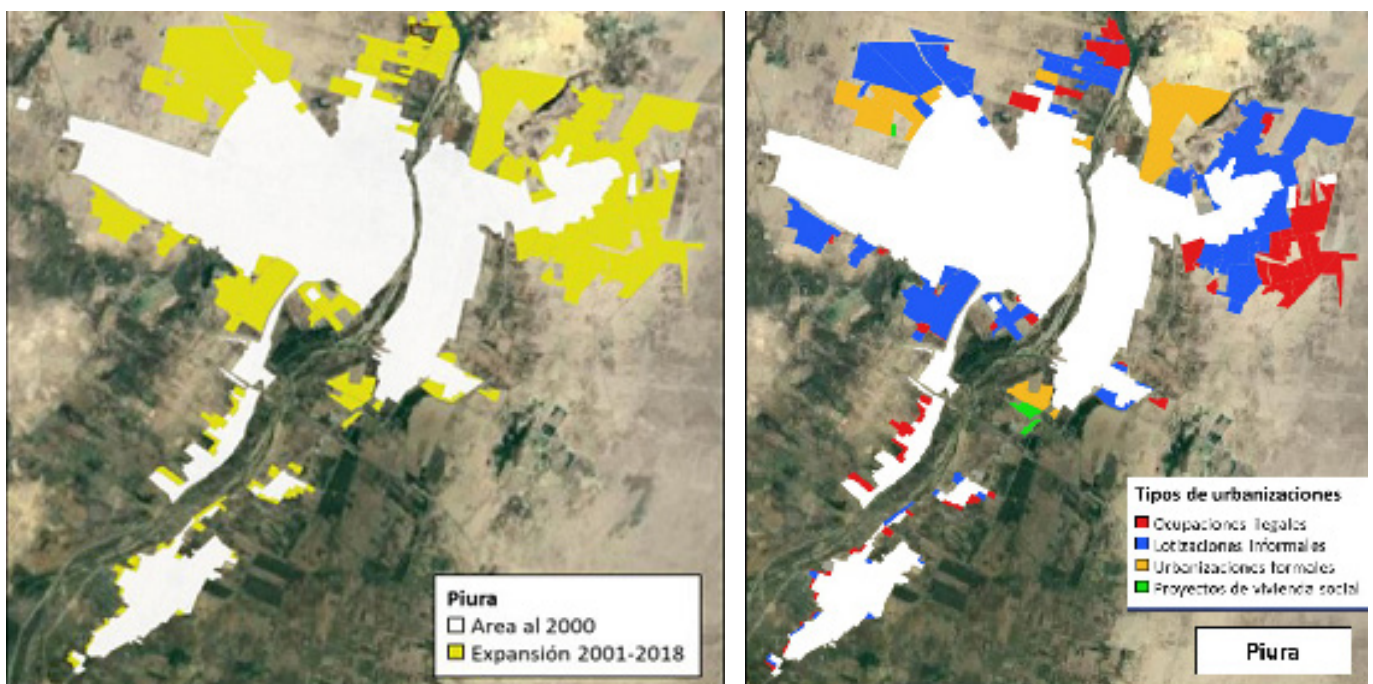 Piura
Area al 2000
Expansión 2001-2018
Tipos de urbanizaciones
Ocupaciones ilegales
Lotizaciones Informales
Urbanizaciones formales
Proyectos de vivienda social
Piura